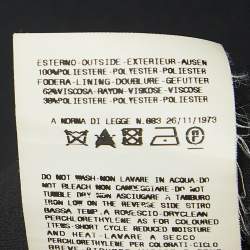 ESTERNO-OUTSIDE-EXTERIEUR-AUSEN
100%POLIESTERE-POLYESTER-POLYESTER
FODERA-LINING-DOUBLURE-GEFUTTER
62%VISCOSA-RAYON-VISKOSE-VISCOSE
38%POLIESTERE-POLYESTER-POLYESTER
A NORMA DI LEGGE N.883 26/11/1973
DO NOT WASH-NON LAVARE IN ACQUA-DO
NOT BLEACH NON CANDEGGIARE-DO NOT
TUMBLE DRY NON ASCIUGARE A TAMBURO
IRON LOW ON THE REVERSE SIDE STIRO
BASSA TEMP.A ROVESCIO-DRYCLEAN
PERCHLORETHYLENE AS FOR COLOURED
ITEMS-SHORT CYCLE REDUCED MOISTURE
AND HEAT-LAVARE A SECCO
PERCHLORETHYLENE PER CAPI COLORATI